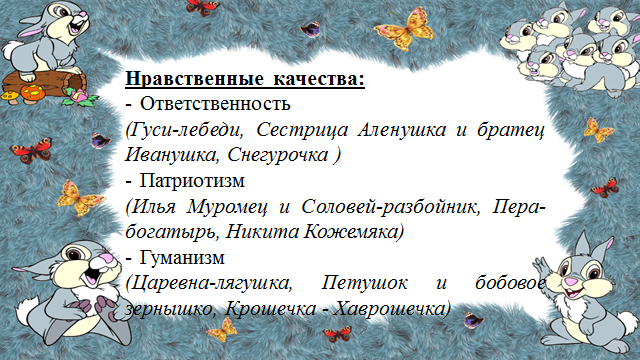 Нравственные качества:
- Ответственность
(Гуси-лебеди, Сестрица Аленушка и братец
Иванушка, Снегурочка )
- Патриотизм
(Илья Муромец и Соловей-разбойник, Пера-
богатырь, Никита Кожемяка)
- Гуманизм
(Царевна-лягушка, Петушок и бобовое
зернышко, Крошечка - Хаврошечка)